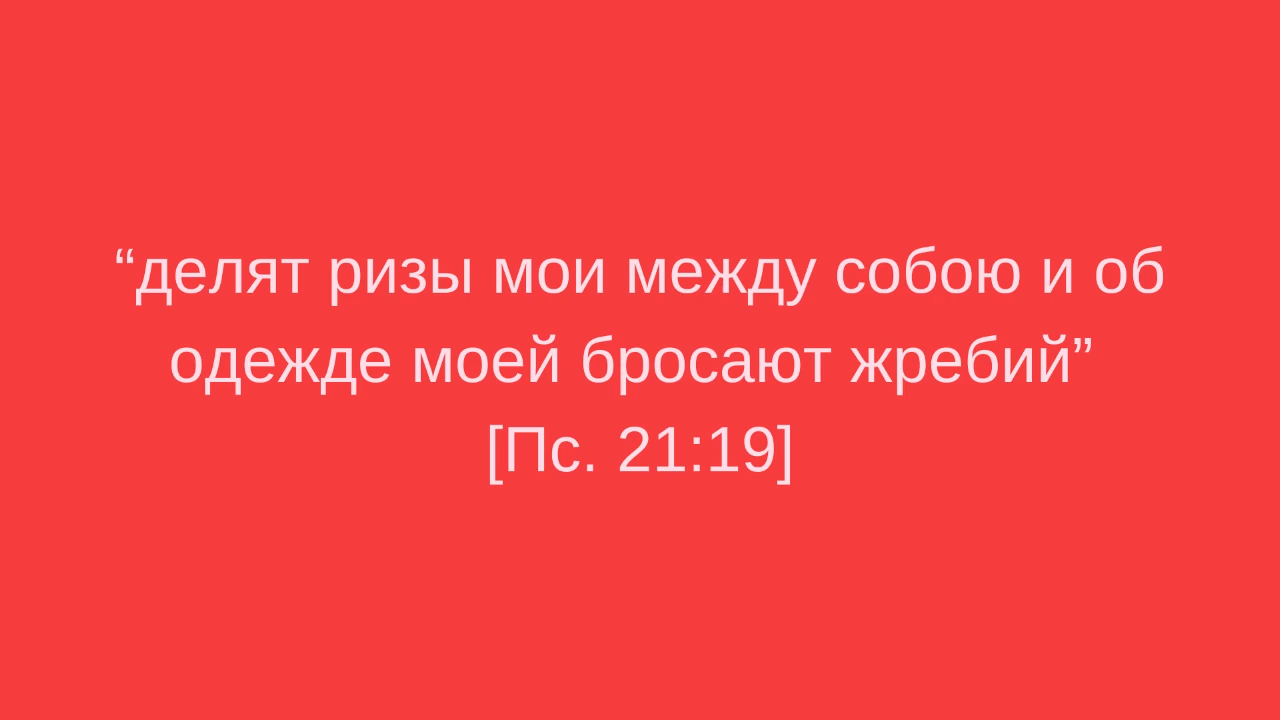 “делят ризы мои между собою и об
одежде моей бросают жребий”
[Пс. 21:19]